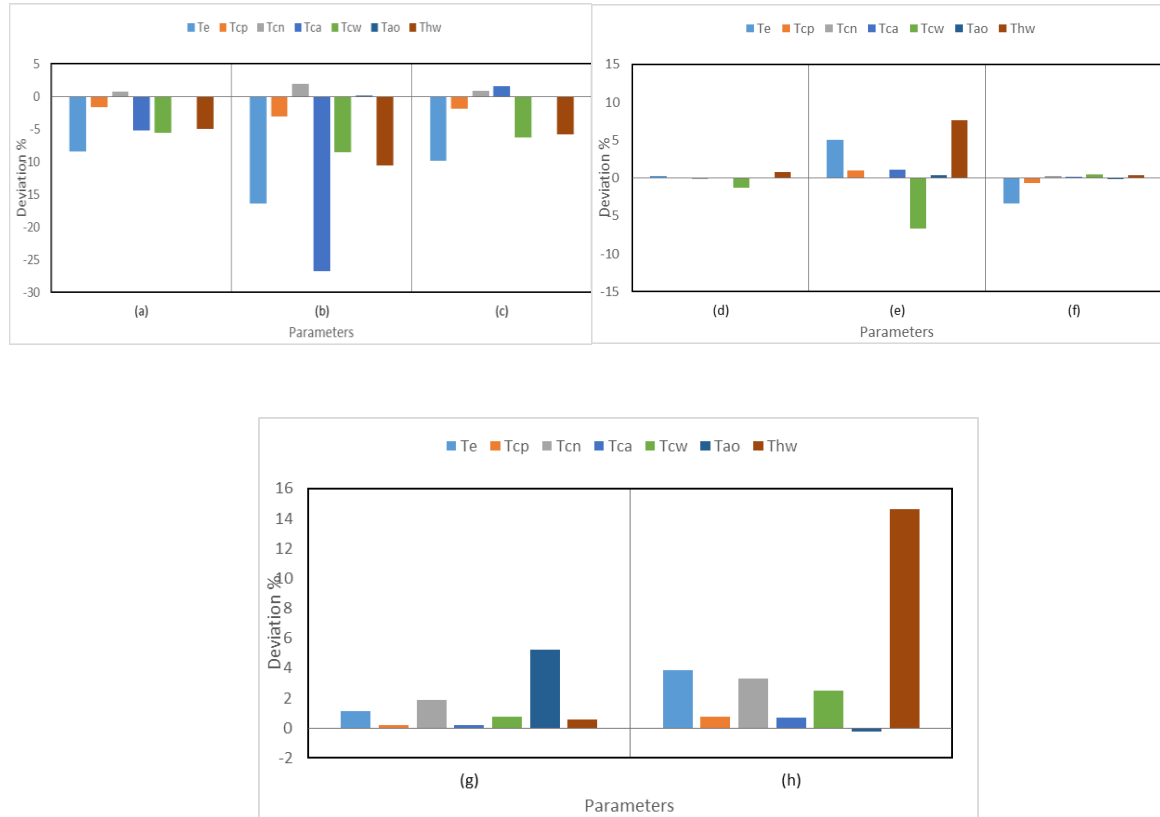 Te Tcp Tcn Tca Tcw Tao Thw
5
0
-5
-10
-15
-20
-25
-30
Deviation %
(a) (b) (c)
Parameters
Te Tcp Tcn Tca Tcw Tao Thw
15
10
5
0
-5
-10
-15
Deviation %
(d) (e) (f)
Parameters
Te Tcp Tcn Tca Tcw Tao Thw
16
14
12
10
8
6
4
2
0
-2
Deviation %
(g) (h)
Parameters